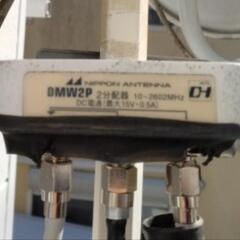 NIPPON ANTENNA
DMW2P 2分配器 10~2602MHz
DC電通(最大15V・0.5A)